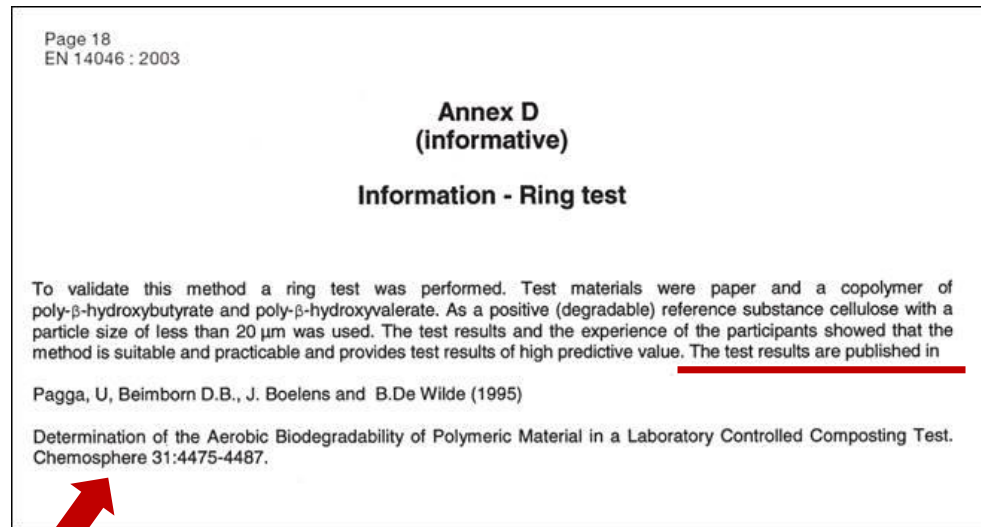 Page 18
EN 14046 : 2003
Annex D
(informative)
Information - Ring test
To validate this method a ring test was performed. Test materials were paper and a copolymer of
poly-β-hydroxybutyrate and poly-β-hydroxyvalerate. As a positive (degradable) reference substance cellulose with a
particle size of less than 20 µm was used. The test results and the experience of the participants showed that the
method is suitable and practicable and provides test results of high predictive value. The test results are published in
Pagga, U, Beimborn D.B., J. Boelens and B.De Wilde (1995)
Determination of the Aerobic Biodegradability of Polymeric Material in a Laboratory Controlled Composting Test.
Chemosphere 31:4475-4487.